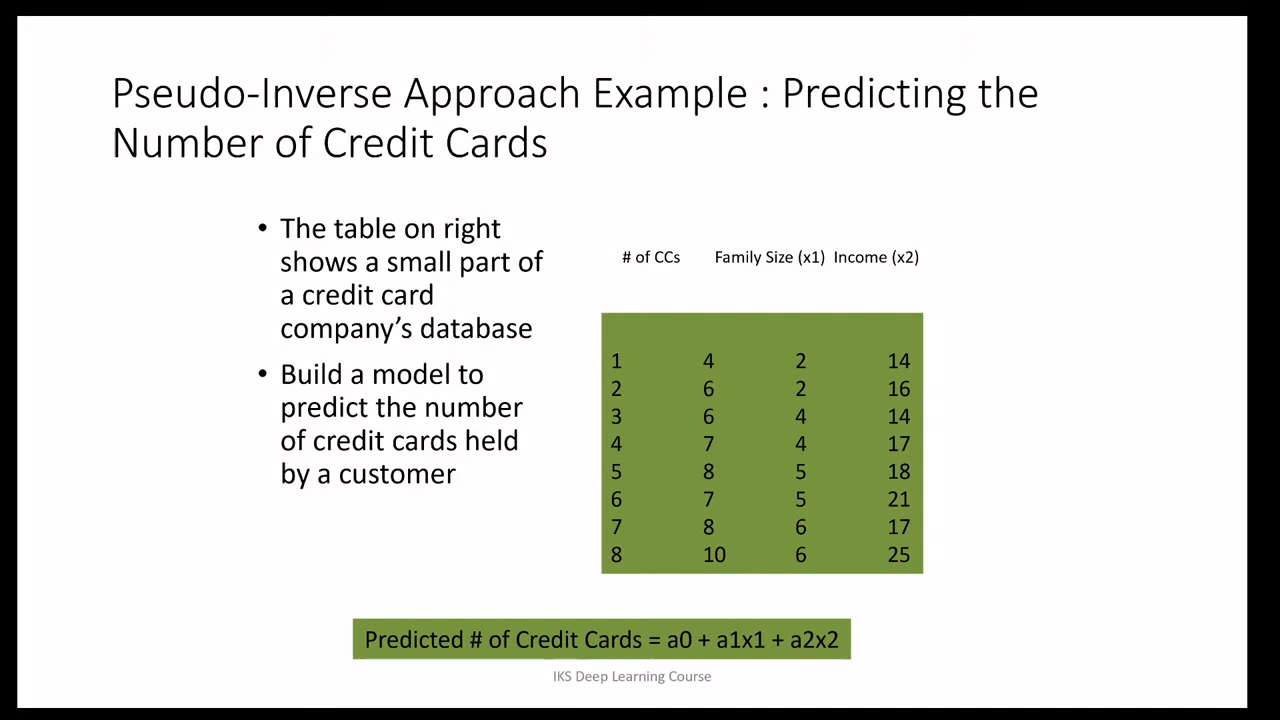 Pseudo-Inverse Approach Example : Predicting the
Number of Credit Cards
• The table on right
shows a small part of
a credit card
company’s database
• Build a model to
predict the number
of credit cards held
by a customer
# of CCs Family Size (x1) Income (x2)
1 4 2 14
2 6 2 16
3 6 4 14
4 7 4 17
5 8 5 18
6 7 5 21
7 8 6 17
8 10 6 25
Predicted # of Credit Cards = a0 + a1x1 + a2x2
IKS Deep Learning Course